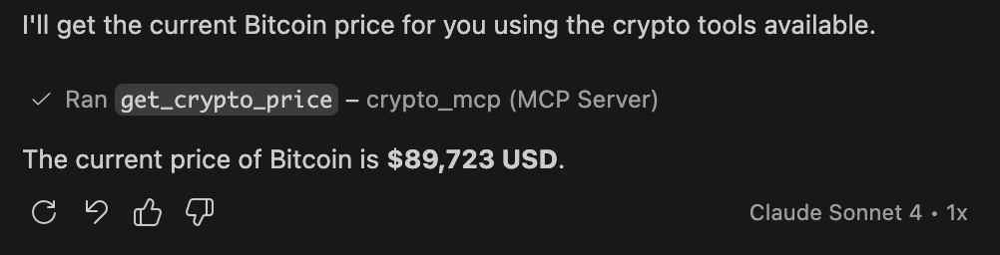 I'll get the current Bitcoin price for you using the crypto tools available.
Ran get_crypto_price – crypto_mcp (MCP Server)
The current price of Bitcoin is $89,723 USD.
Claude Sonnet 4 • 1x